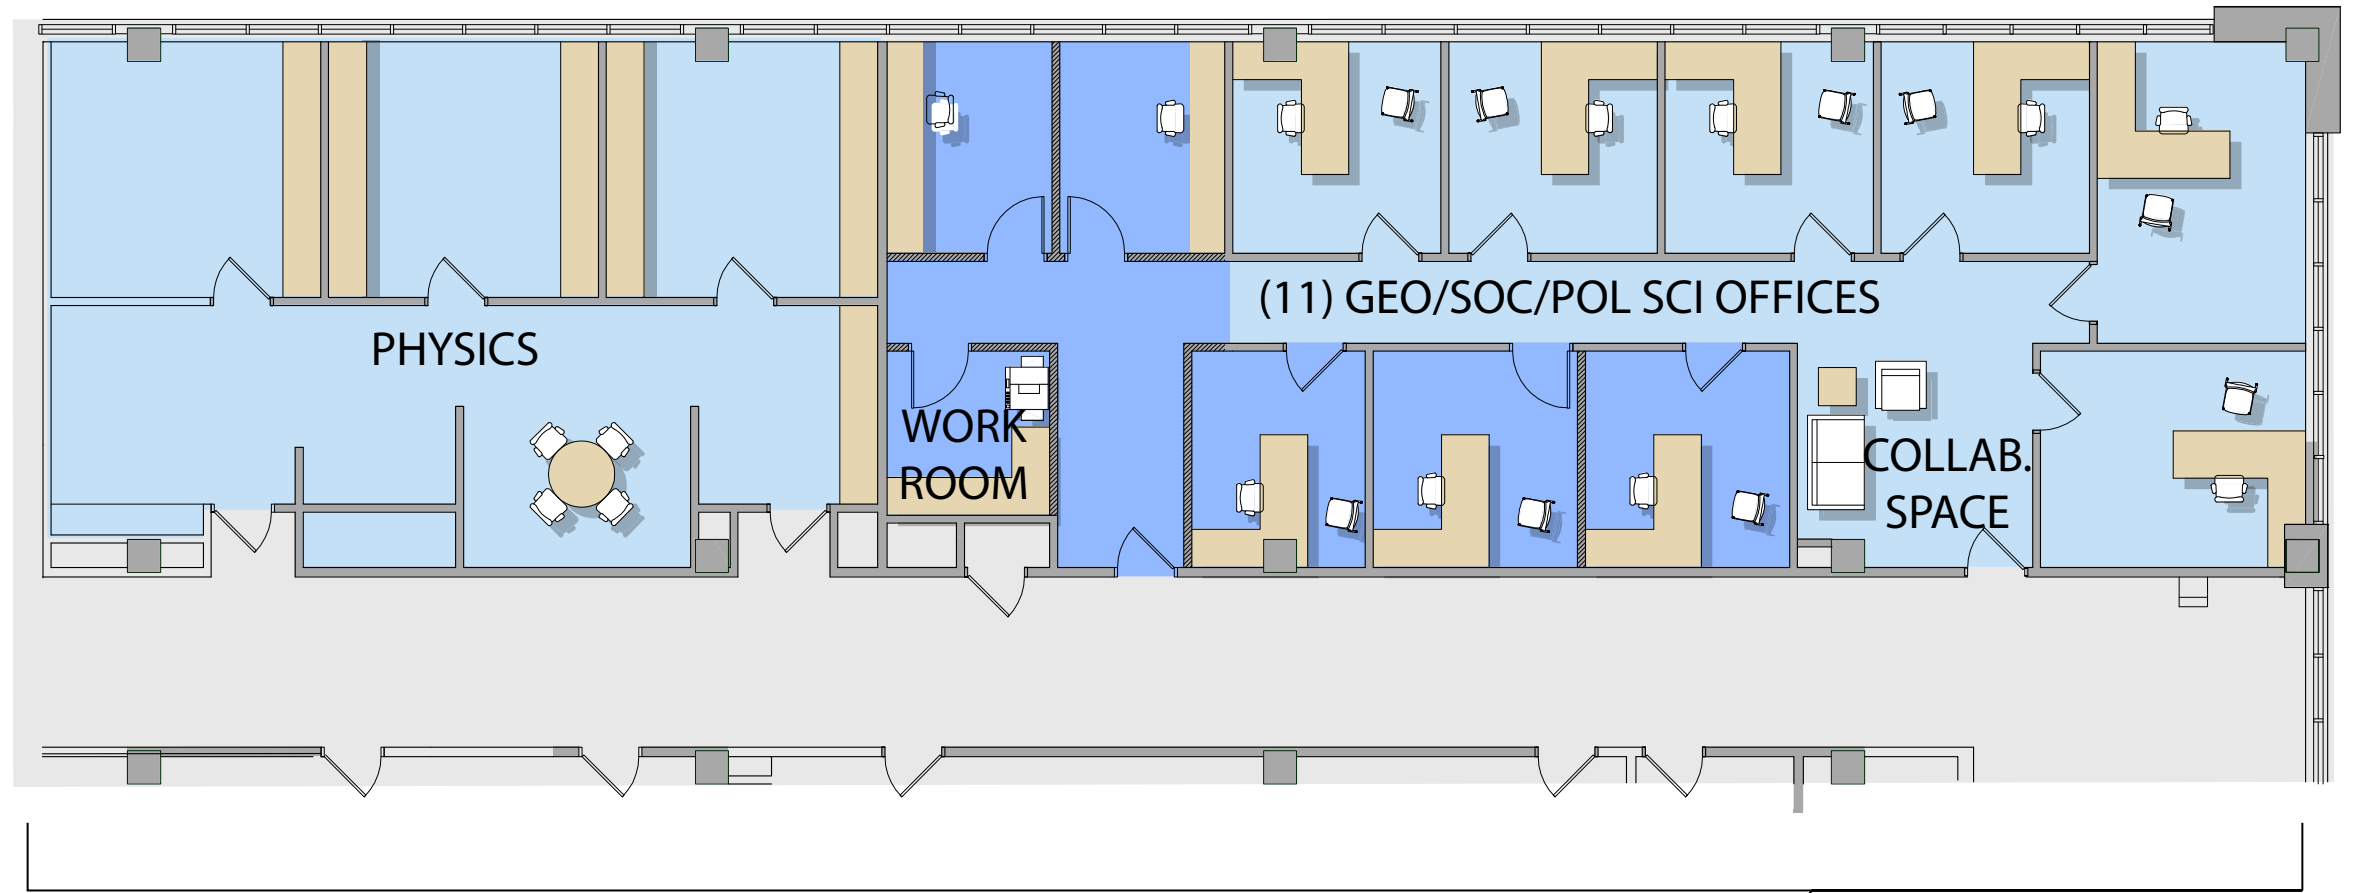 (11) GEO/SOC/POL SCI OFFICES
PHYSICS
WORK
ROOM
COLLAB.
SPACE